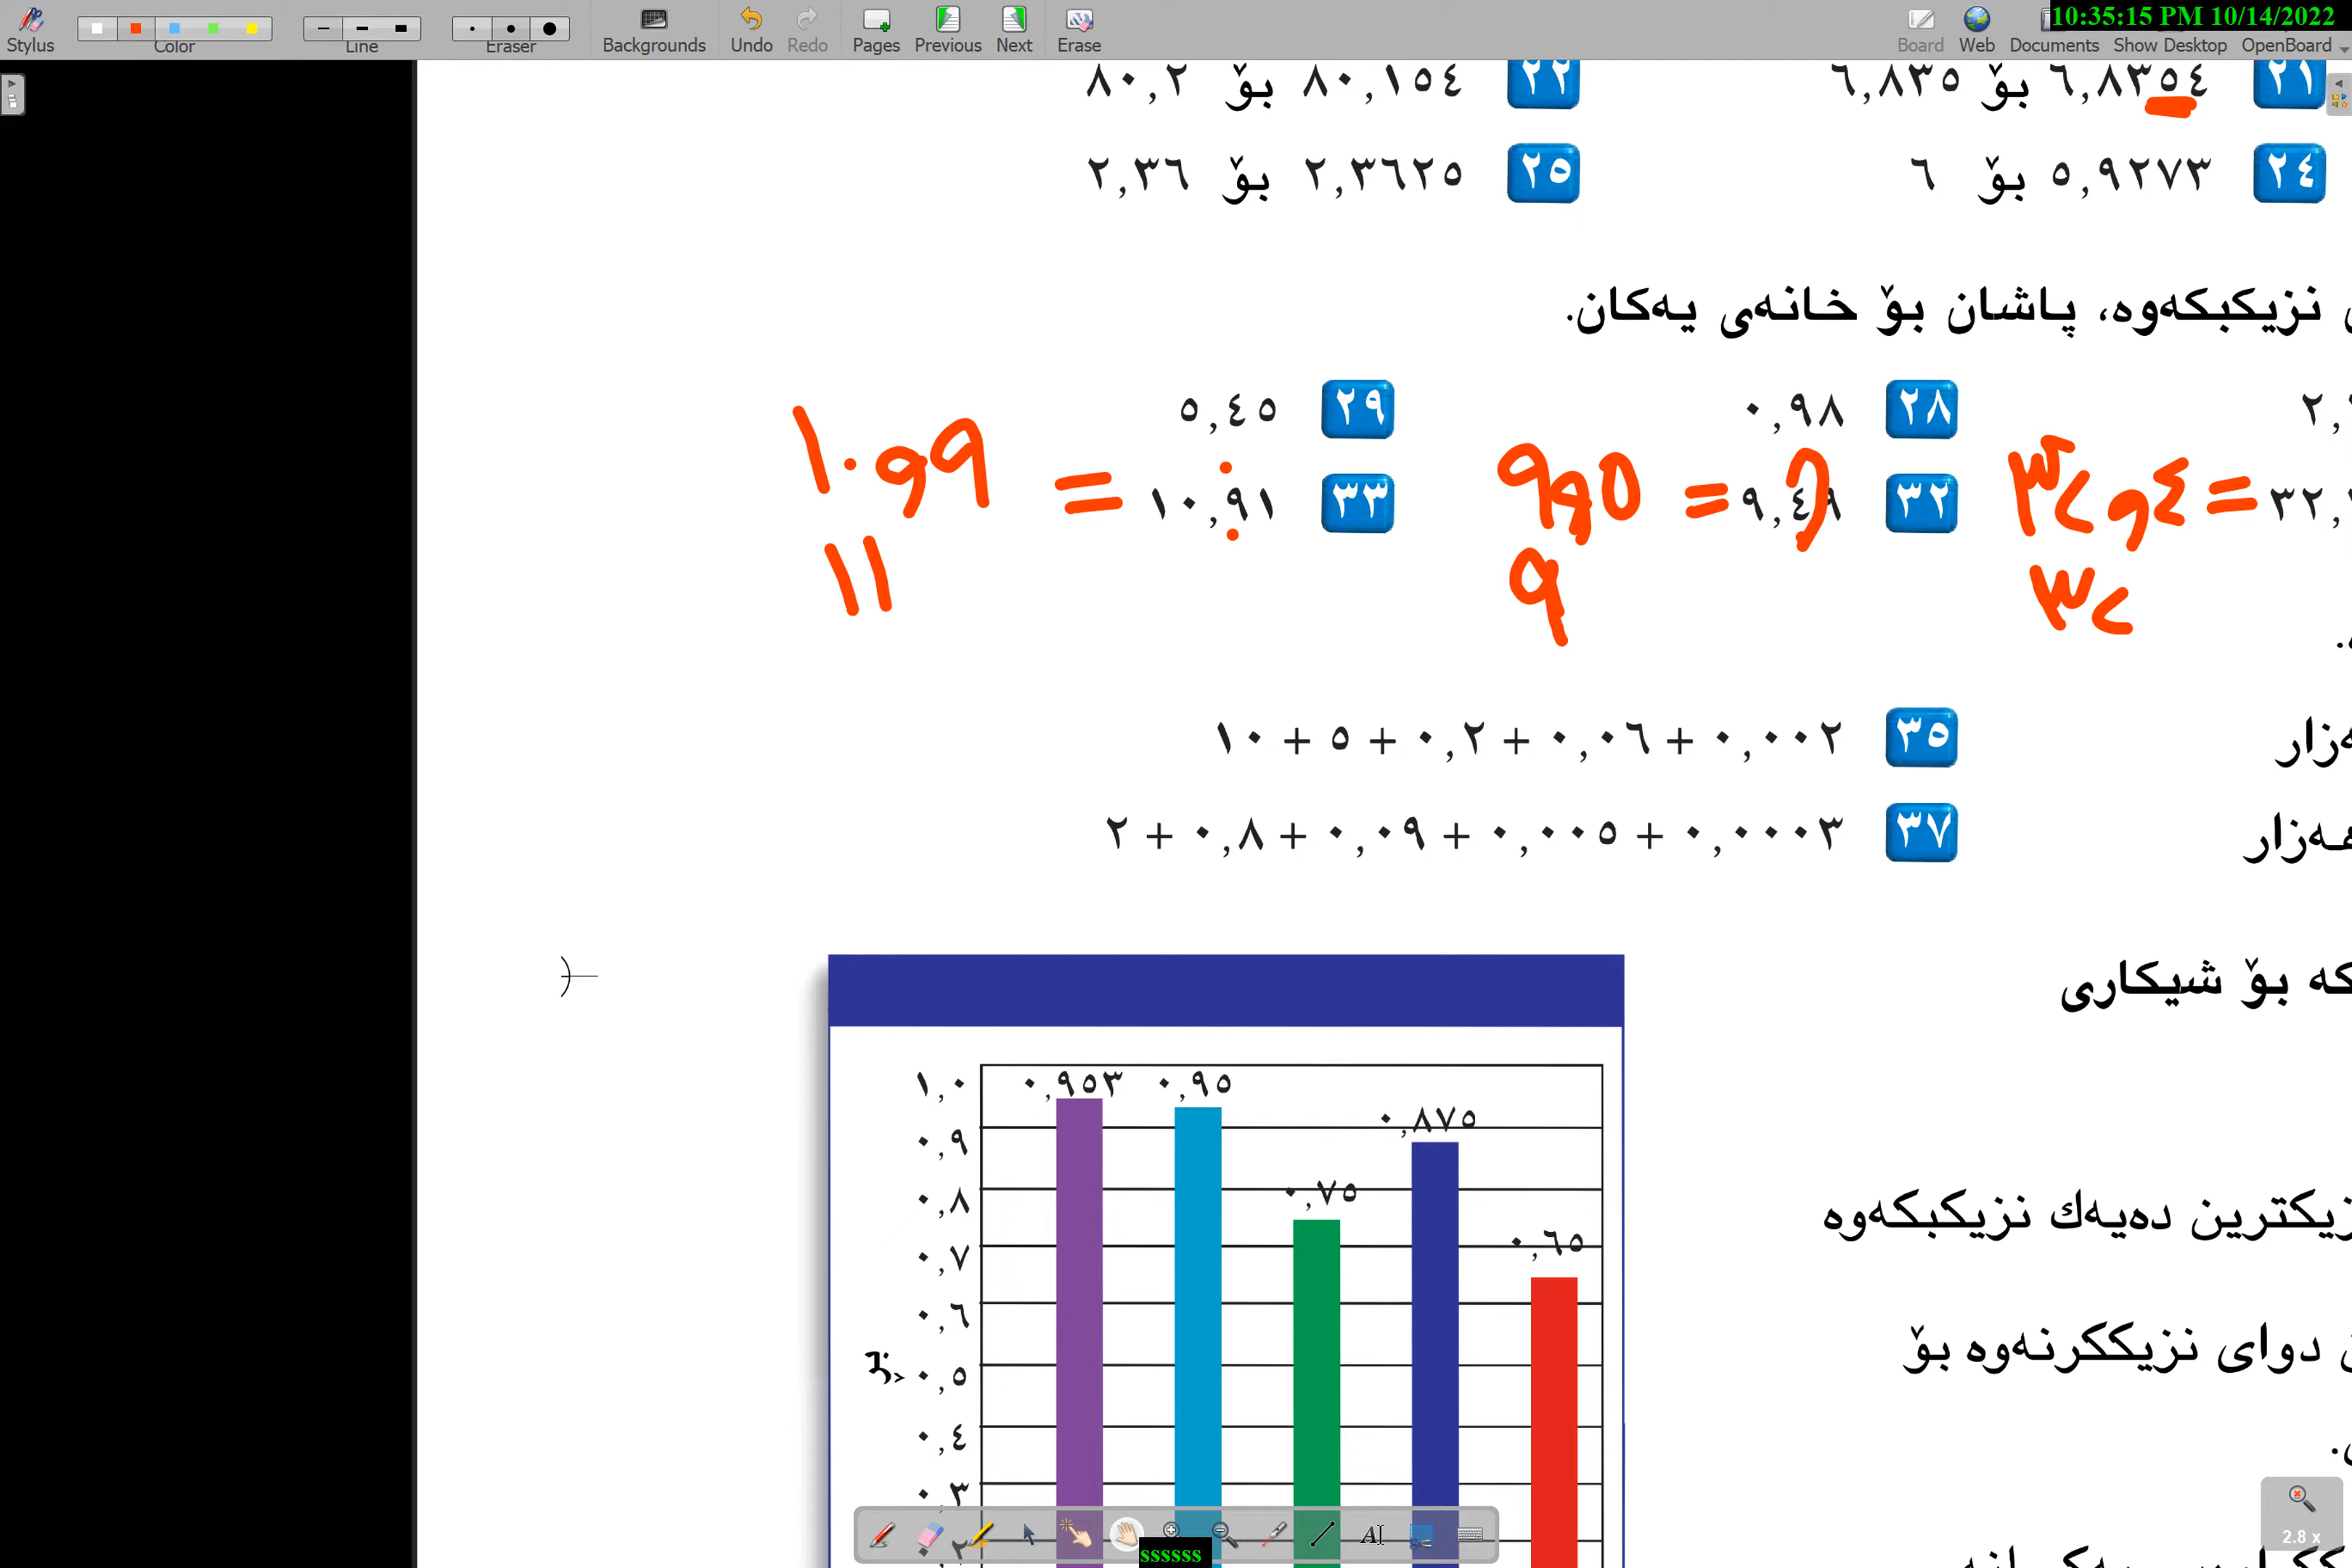 10:35:15 PM 10/14/2022
Stylus Color Line Eraser Backgrounds Undo Redo Pages Previous Next Erase Board Web Documents Show Desktop OpenBoard
٢١ ٦,٨٣٥٤ بۆ ٦,٨٣٥ ٢٢ ٨٠,١٥٤ بۆ ٨٠,٢
٢٤ ٥,٩٢٧٣ بۆ ٦ ٢٥ ٢,٣٦٢٥ بۆ ٢,٣٦
نزیکبکەوە، پاشان بۆ خانەی یەکان.
٢٨ ٠,٩٨ ٢٩ ٥,٤٥
٣٢,٤ = ٣٢ ٩,٤٩ = ٩,٥ ٣٣ ١٠,٩١ = ١٠,٩
٣٢ ٩ ١١
٣٥ ١٠ + ٥ + ٠,٢ + ٠,٠٦ + ٠,٠٠٢
٣٧ ٢ + ٠,٨ + ٠,٠٩ + ٠,٠٠٥ + ٠,٠٠٠٣
بۆ شیکاری
١,٠ ٠,٩٥٣ ٠,٩٥
٠,٨٧٥
٠,٩
٠,٨ ٠,٧٥
دەیەك نزیکبکەوە
٠,٧ ٠,٦٥
٠,٦
دوای نزیککرنەوە بۆ
٠,٥
٠,٤
٠,٣
2.8 x
ssssss